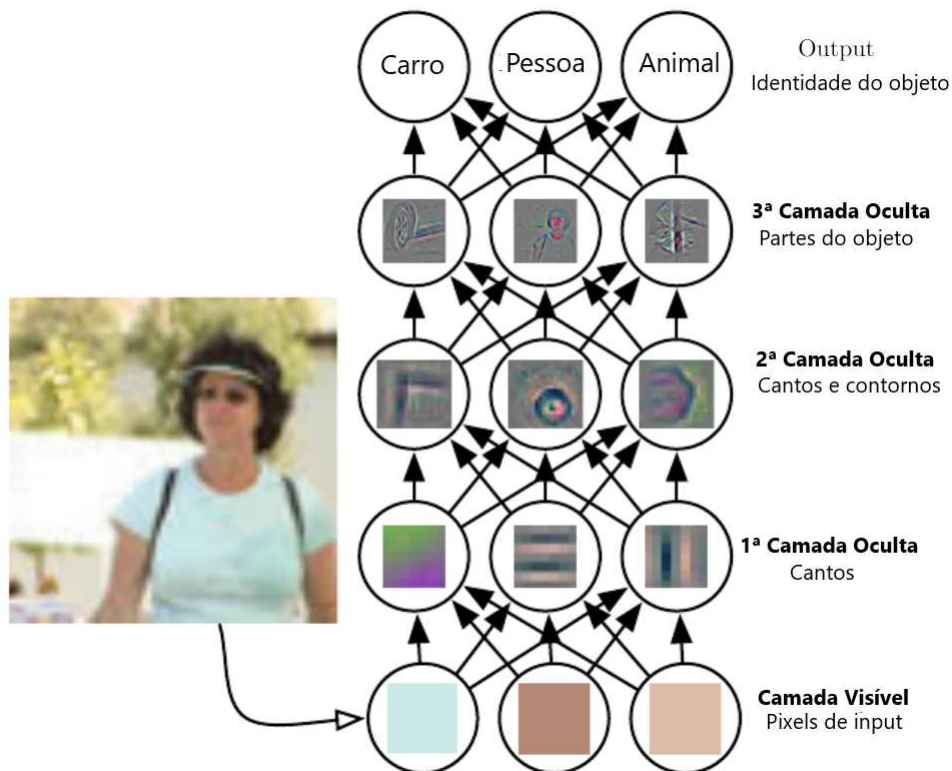 Carro Pessoa Animal
Output
Identidade do objeto
3ª Camada Oculta
Partes do objeto
2ª Camada Oculta
Cantos e contornos
1ª Camada Oculta
Cantos
Camada Visível
Pixels de input